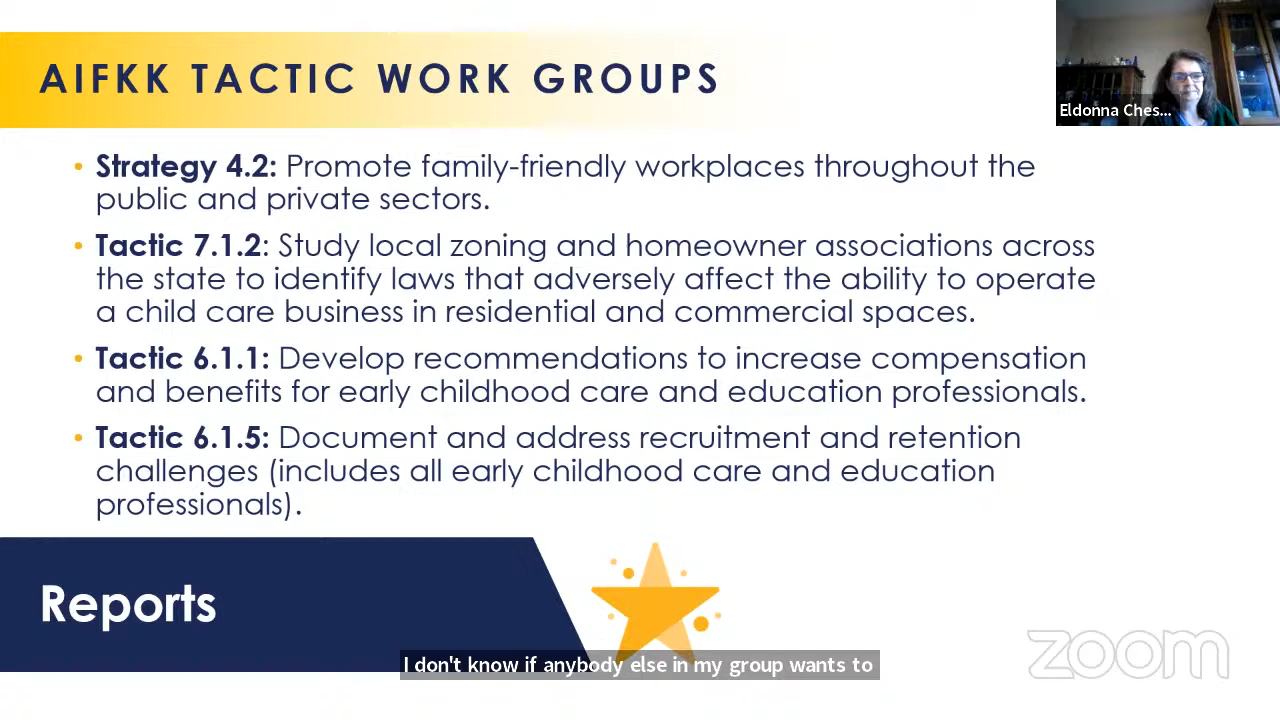 AIFKK TACTIC WORK GROUPS
Eldonna Ches...
• Strategy 4.2: Promote family-friendly workplaces throughout the
public and private sectors.
• Tactic 7.1.2: Study local zoning and homeowner associations across
the state to identify laws that adversely affect the ability to operate
a child care business in residential and commercial spaces.
• Tactic 6.1.1: Develop recommendations to increase compensation
and benefits for early childhood care and education professionals.
• Tactic 6.1.5: Document and address recruitment and retention
challenges (includes all early childhood care and education
professionals).
Reports
zoom
I don't know if anybody else in my group wants to